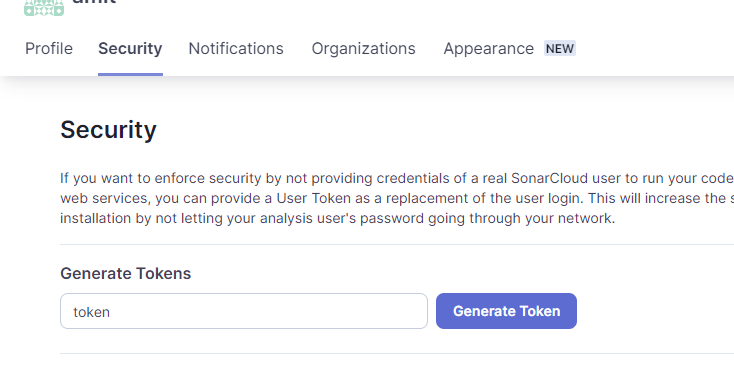 Profile Security Notifications Organizations Appearance NEW
Security
If you want to enforce security by not providing credentials of a real SonarCloud user to run your code
web services, you can provide a User Token as a replacement of the user login. This will increase the
installation by not letting your analysis user's password going through your network.
Generate Tokens
token Generate Token